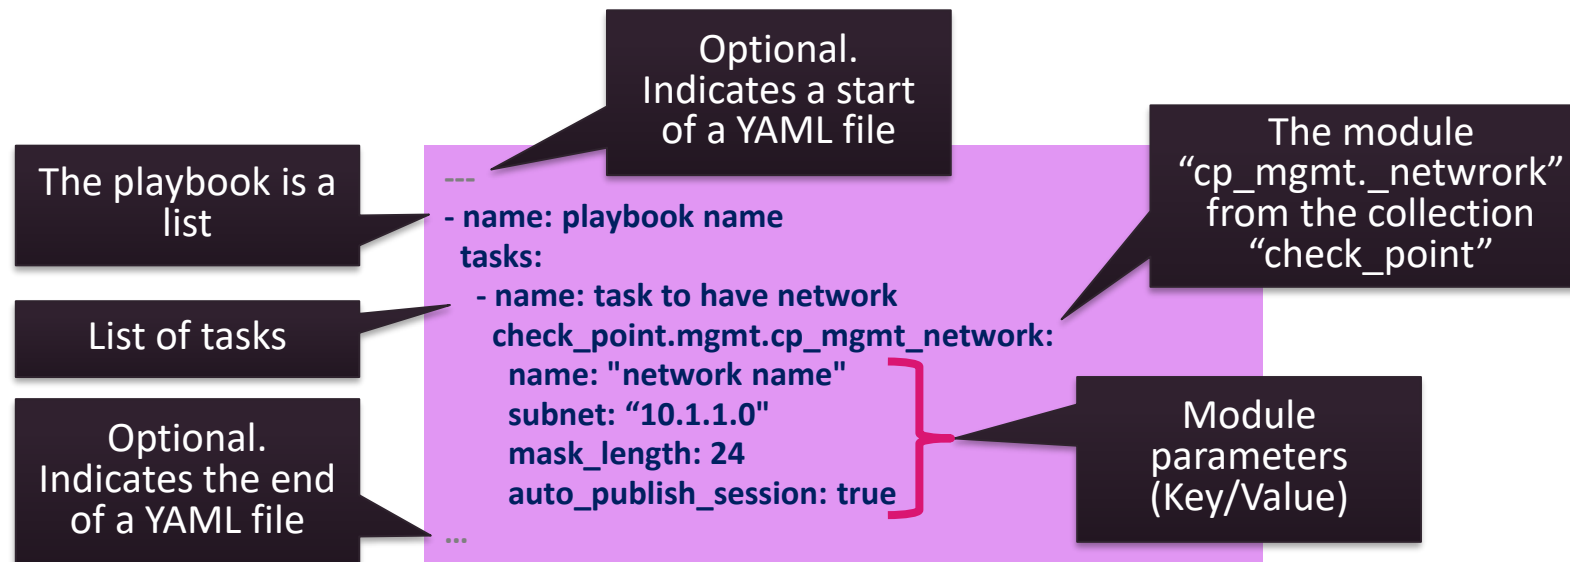 Optional.
Indicates a start
of a YAML file
The playbook is a
list
List of tasks
Optional.
Indicates the end
of a YAML file
---
- name: playbook name
tasks:
- name: task to have network
check_point.mgmt.cp_mgmt_network:
name: "network name"
subnet: “10.1.1.0"
mask_length: 24
auto_publish_session: true
...
The module
“cp_mgmt._netwrork”
from the collection
“check_point”
Module
parameters
(Key/Value)